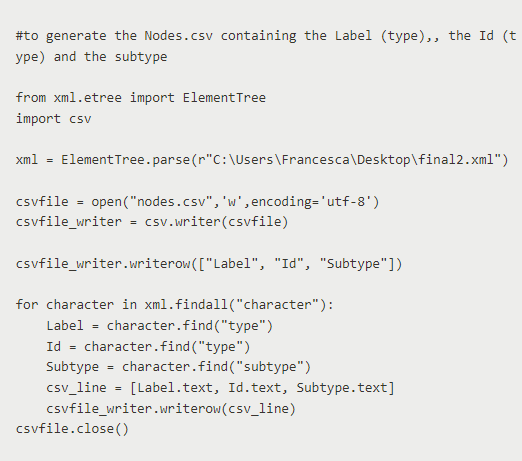 #to generate the Nodes.csv containing the Label (type),, the Id (t
ype) and the subtype
from xml.etree import ElementTree
import csv
xml = ElementTree.parse(r"C:\Users\Francesca\Desktop\final2.xml")
csvfile = open("nodes.csv",'w',encoding='utf-8')
csvfile_writer = csv.writer(csvfile)
csvfile_writer.writerow(["Label", "Id", "Subtype"])
for character in xml.findall("character"):
    Label = character.find("type")
    Id = character.find("type")
    Subtype = character.find("subtype")
    csv_line = [Label.text, Id.text, Subtype.text]
    csvfile_writer.writerow(csv_line)
csvfile.close()